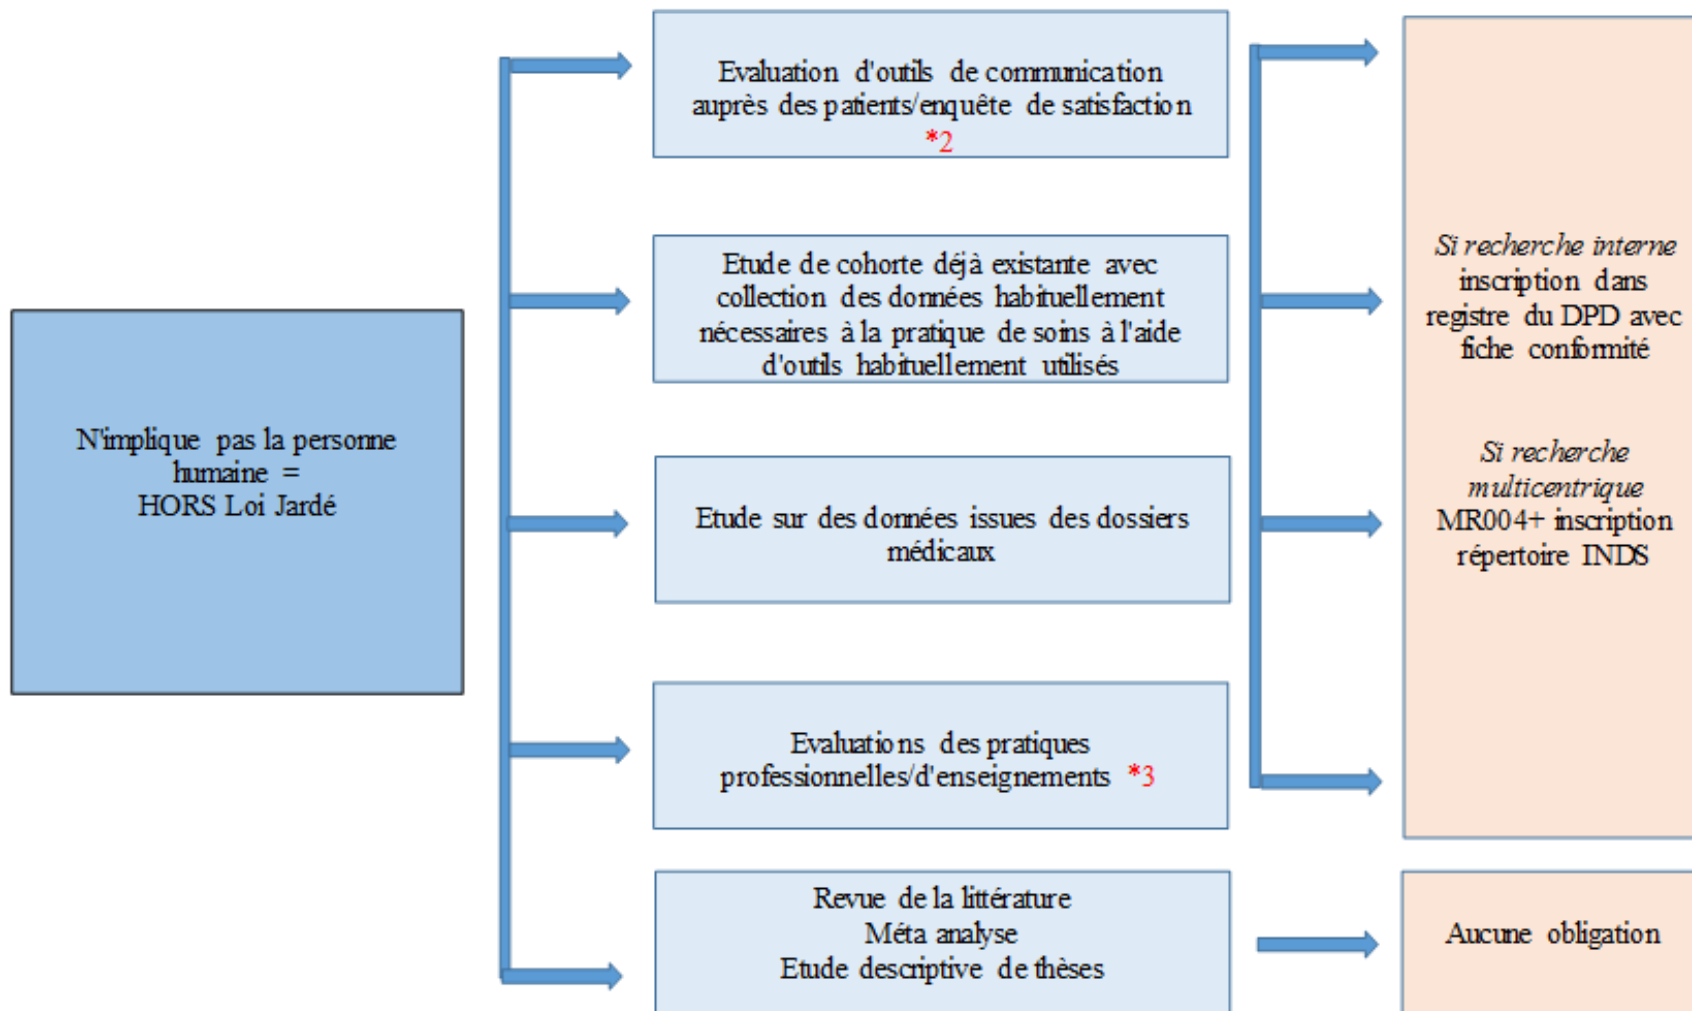 N'implique pas la personne
humaine =
HORS Loi Jardé
Evaluation d'outils de communication
auprès des patients/enquête de satisfaction
*2
Etude de cohorte déjà existante avec
collection des données habituellement
nécessaires à la pratique de soins à l'aide
d'outils habituellement utilisés
Etude sur des données issues des dossiers
médicaux
Evaluations des pratiques
professionnelles/d'enseignements *3
Revue de la littérature
Méta analyse
Etude descriptive de thèses
Si recherche interne
inscription dans
registre du DPD avec
fiche conformité
Si recherche
multicentrique
MR004+ inscription
répertoire INDS
Aucune obligation